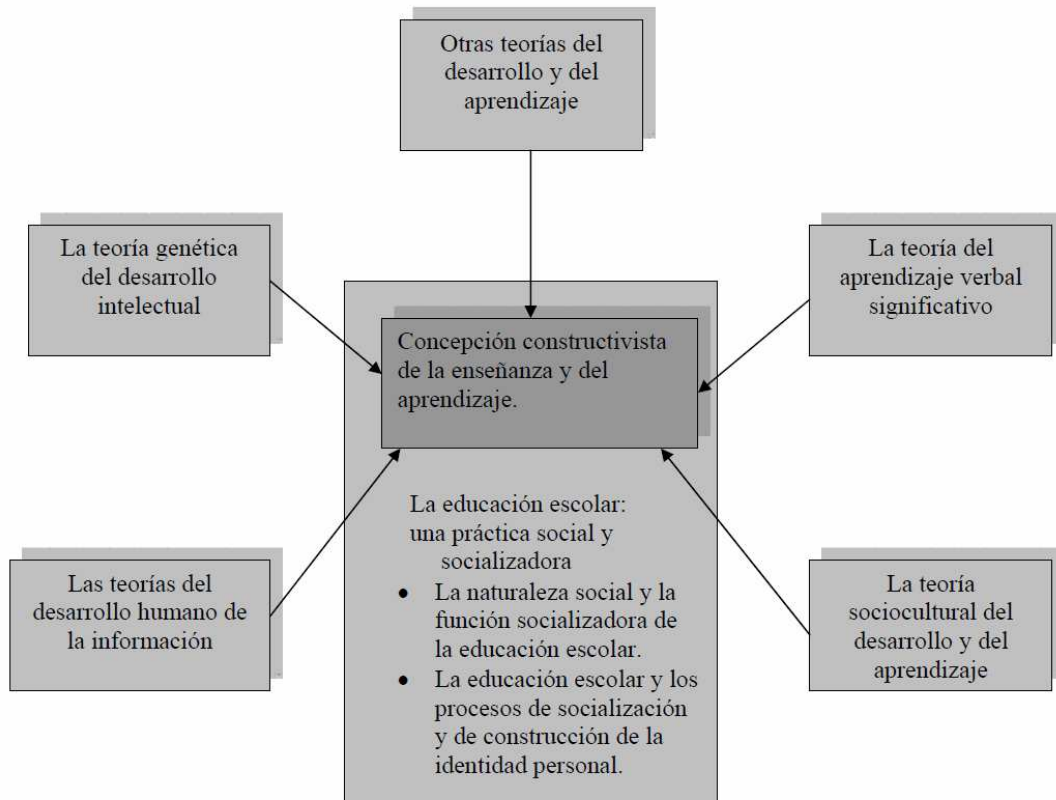 Otras teorías del
desarrollo y del
aprendizaje
La teoría genética
del desarrollo
intelectual
La teoría del
aprendizaje verbal
significativo
Concepción constructivista
de la enseñanza y del
aprendizaje.
Las teorías del
desarrollo humano de
la información
La educación escolar:
una práctica social y
socializadora
• La naturaleza social y la
función socializadora de
la educación escolar.
• La educación escolar y los
procesos de socialización
y de construcción de la
identidad personal.
La teoría
sociocultural del
desarrollo y del
aprendizaje